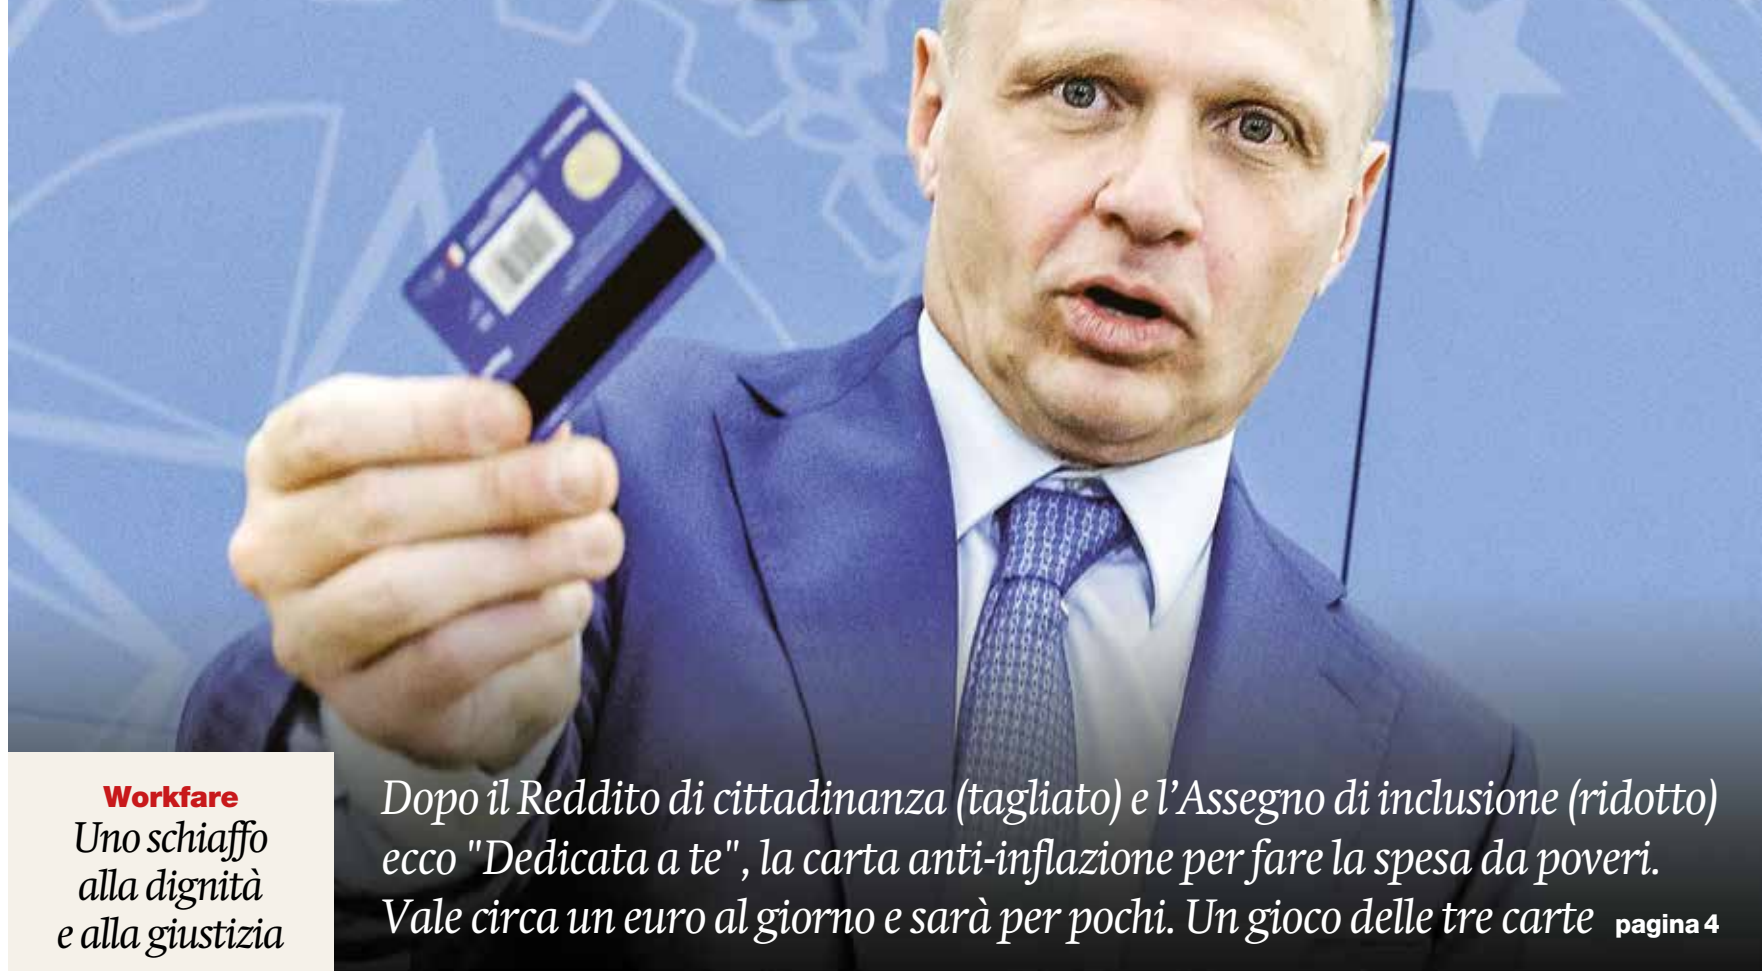 Workfare
Uno schiaffo
alla dignità
e alla giustizia
Dopo il Reddito di cittadinanza (tagliato) e l'Assegno di inclusione (ridotto)
ecco "Dedicata a te", la carta anti-inflazione per fare la spesa da poveri.
Vale circa un euro al giorno e sarà per pochi. Un gioco delle tre carte pagina 4